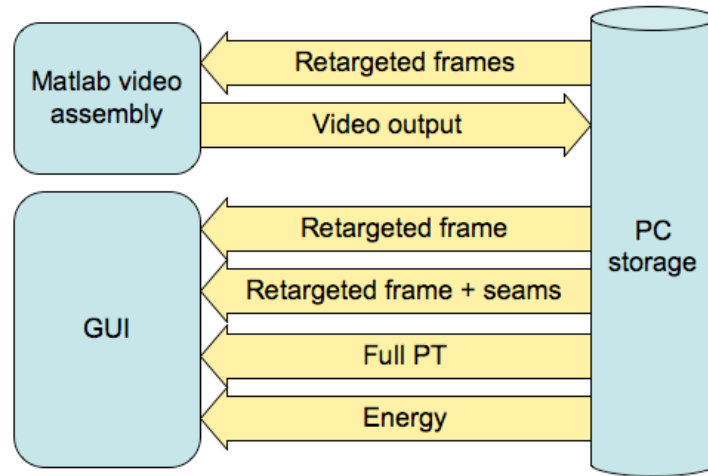 Matlab video
assembly
Retargeted frames
Video output
GUI
Retargeted frame
Retargeted frame + seams
Full PT
Energy
PC
storage